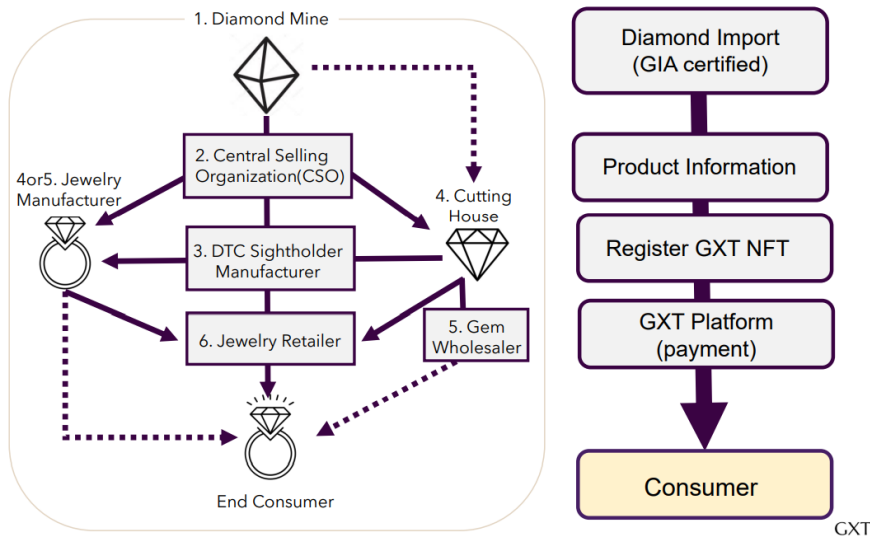 1. Diamond Mine
2. Central Selling
Organization(CSO)
4or5. Jewelry
Manufacturer
4. Cutting
House
3. DTC Sightholder
Manufacturer
6. Jewelry Retailer
5. Gem
Wholesaler
End Consumer
Diamond Import
(GIA certified)
Product Information
Register GXT NFT
GXT Platform
(payment)
Consumer
GXT